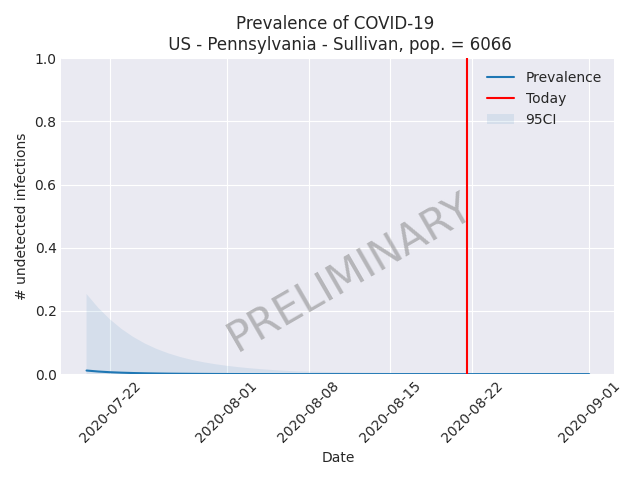 Prevalence of COVID-19
US - Pennsylvania - Sullivan, pop. = 6066
1.0
0.8
0.6
0.4
0.2
0.0
# undetected infections
Prevalence
Today
95CI
PRELIMINARY
2020-07-22
2020-08-01
2020-08-08
2020-08-15
2020-08-22
2020-09-01
Date